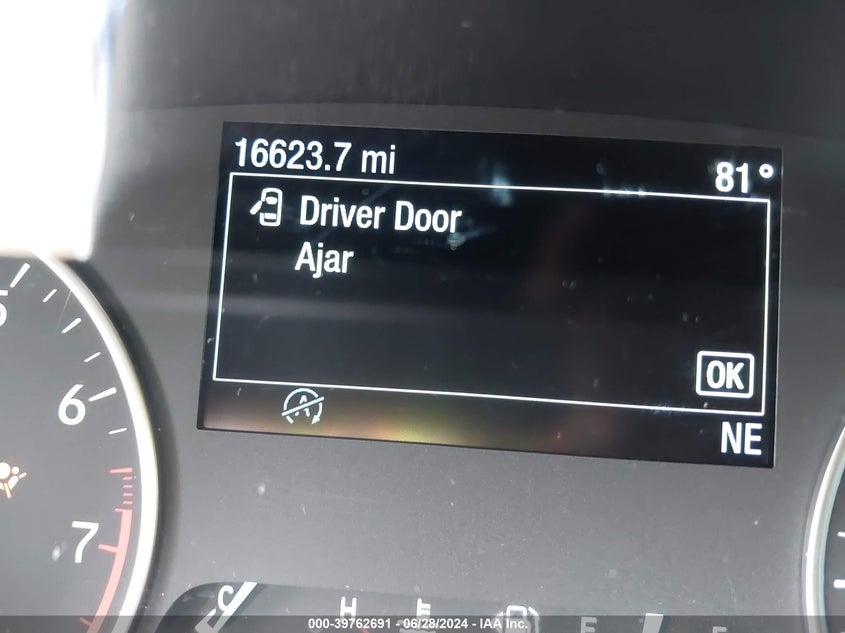 16623.7 mi
81°
Driver Door
Ajar
OK
A
NE
5
6
7
C
H
E
F
000-39762691 - 06/28/2024 - IAA Inc.